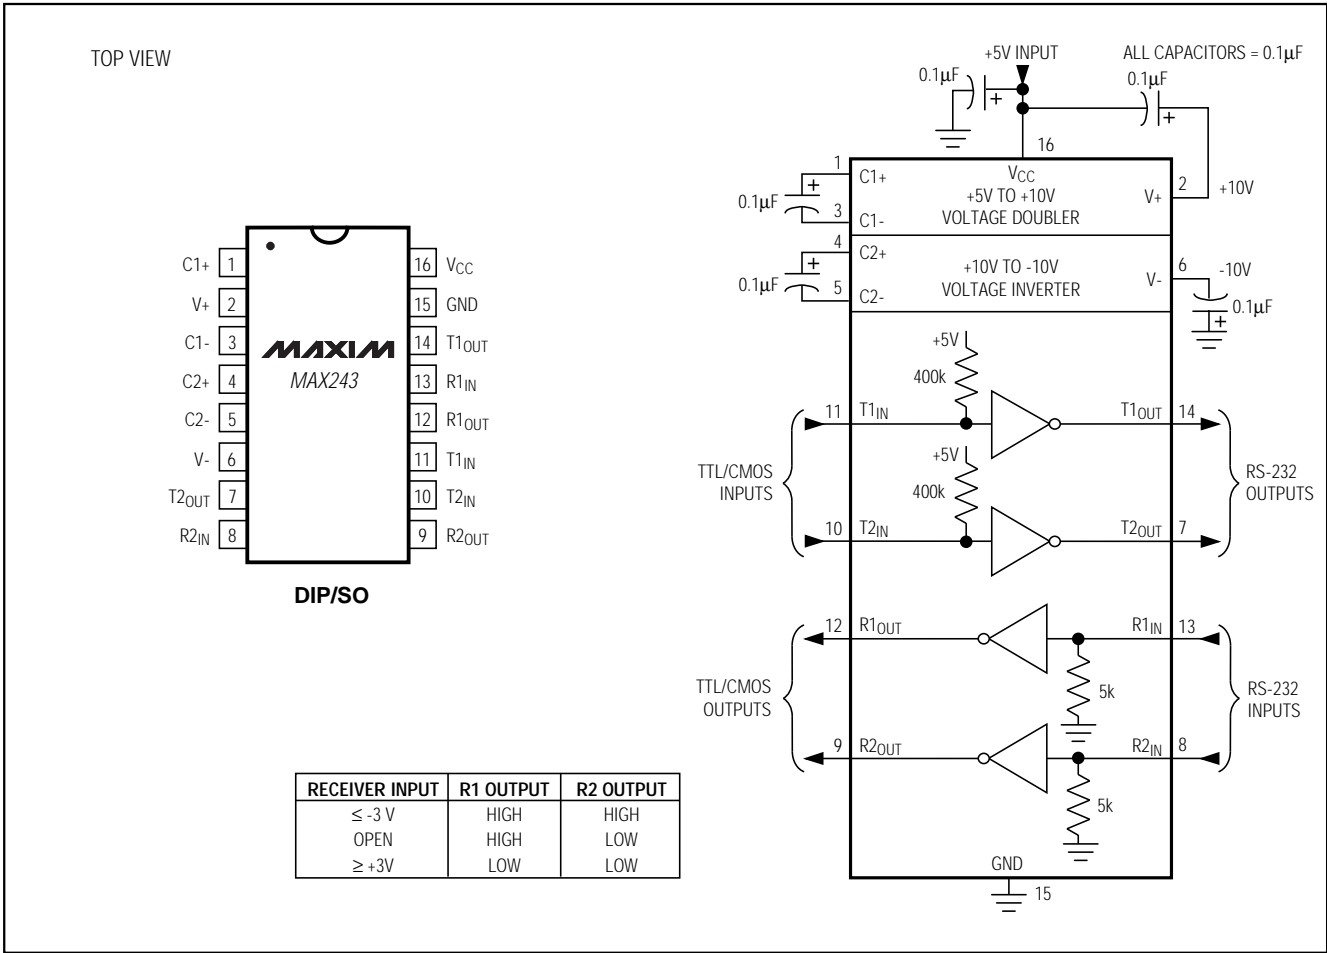 TOP VIEW
C1+ 1
V+ 2
C1- 3
C2+ 4
C2- 5
V- 6
T2OUT 7
R2IN 8
16 VCC
15 GND
14 T1OUT
13 R1IN
12 R1OUT
11 T1IN
10 T2IN
9 R2OUT
MAXIM
MAX243
DIP/SO
RECEIVER INPUT R1 OUTPUT R2 OUTPUT
≤ -3 V HIGH HIGH
OPEN HIGH LOW
≥ +3V LOW LOW
+5V INPUT
ALL CAPACITORS = 0.1µF
0.1µF
+
0.1µF
+
16
1
C1+
+
0.1µF
3
C1-
VCC
+5V TO +10V
VOLTAGE DOUBLER
V+
2
+10V
4
C2+
+
0.1µF
5
C2-
+10V TO -10V
VOLTAGE INVERTER
V-
6
-10V
0.1µF
+
+5V
400k
11 T1IN
T1OUT 14
+5V
400k
10 T2IN
T2OUT 7
TTL/CMOS
INPUTS
RS-232
OUTPUTS
12 R1OUT
R1IN 13
5k
9 R2OUT
R2IN 8
5k
TTL/CMOS
OUTPUTS
RS-232
INPUTS
GND
15